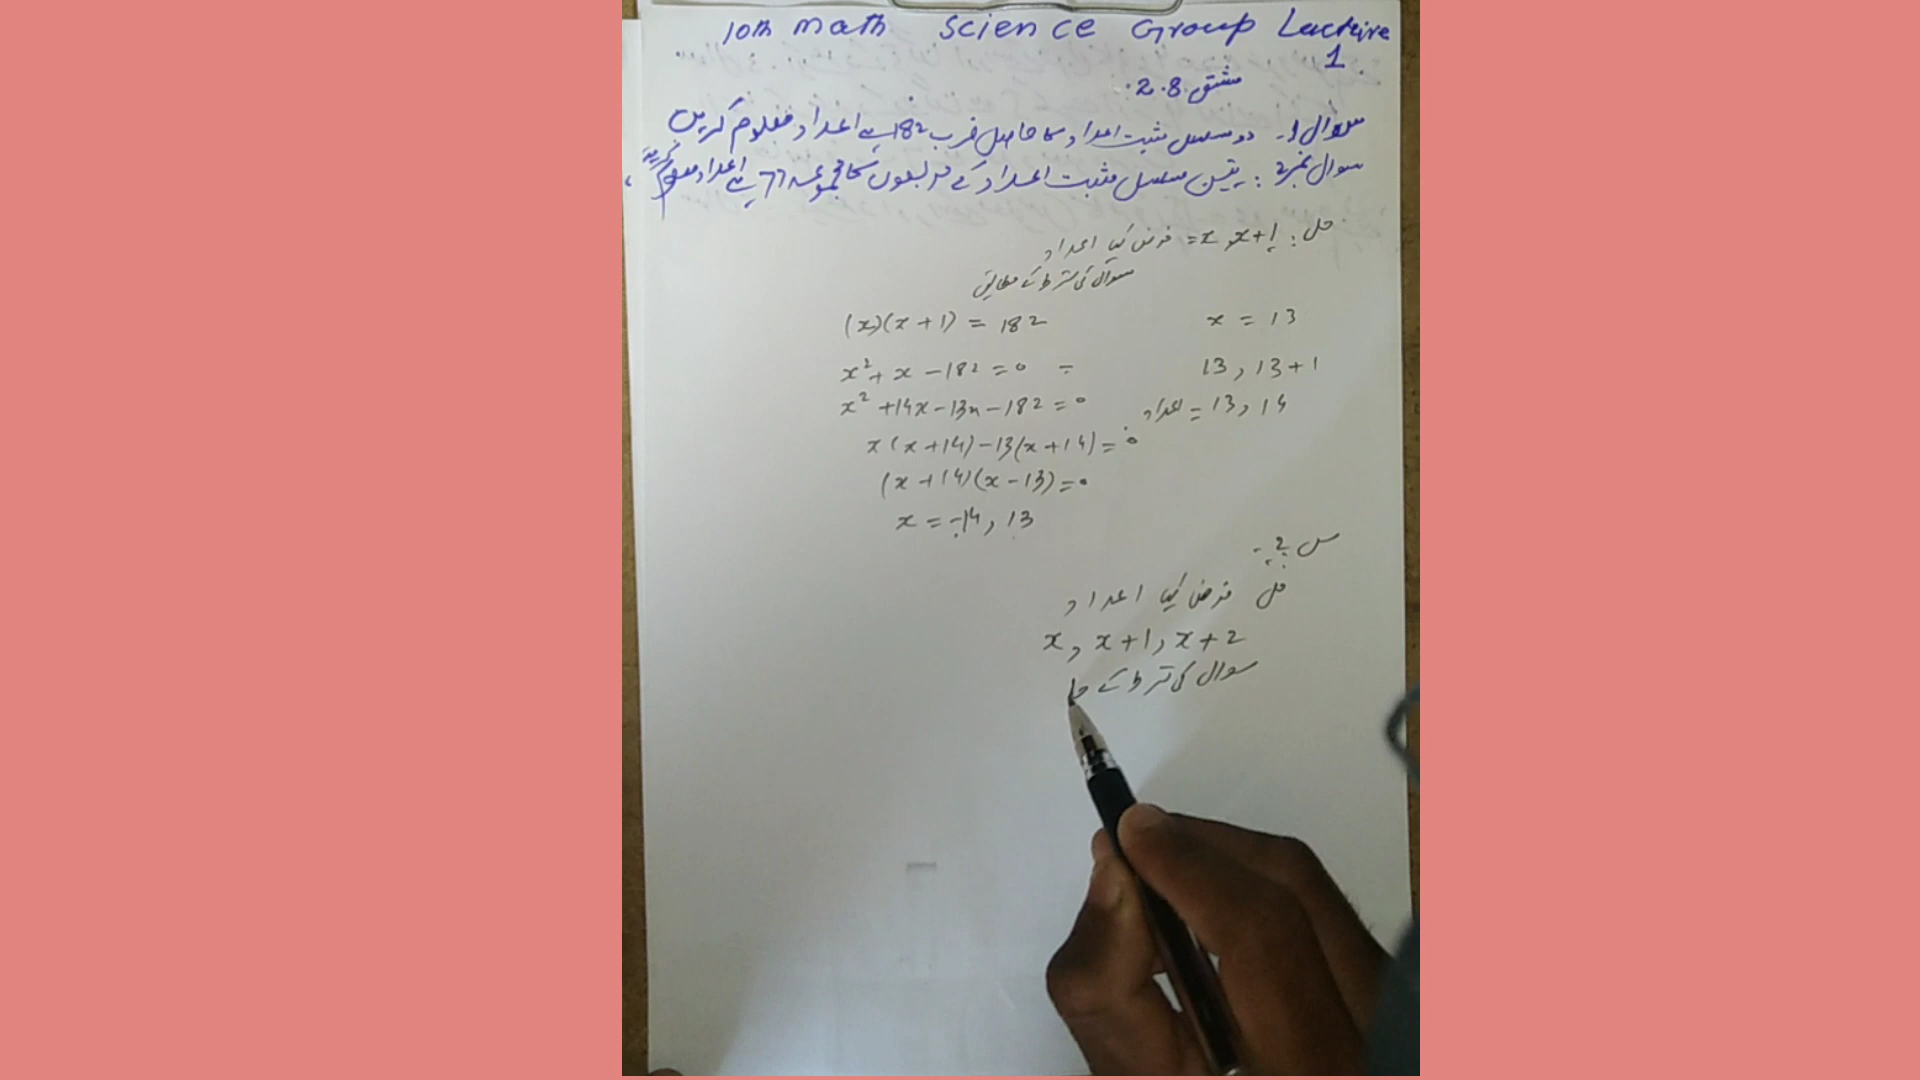 10th math Science Group Lucture
1
مشق 2.8
سوال 1۔ دو مسلسل مثبت اعداد کا حاصل ضرب 182 ہے اعداد معلوم کریں
سوال نمبر 2: تین مسلسل مثبت اعداد کے مربعوں کا مجموعہ 77 ہے اعداد معلوم کریں
حل: x, x+1 = فرض کیا اعداد
سوال کی شرط کے مطابق
(x)(x+1) = 182
x² + x - 182 = 0
x² + 14x - 13x - 182 = 0
x(x+14) - 13(x+14) = 0
(x+14)(x-13) = 0
x = -14, 13
x = 13
13, 13+1
اعداد = 13, 14
س 2۔
حل فرض کیا اعداد
x, x+1, x+2
سوال کی شرط کے